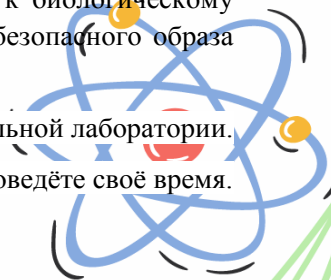 к биологическому
безопасного образа
льной лаборатории.
оведёте своё время.